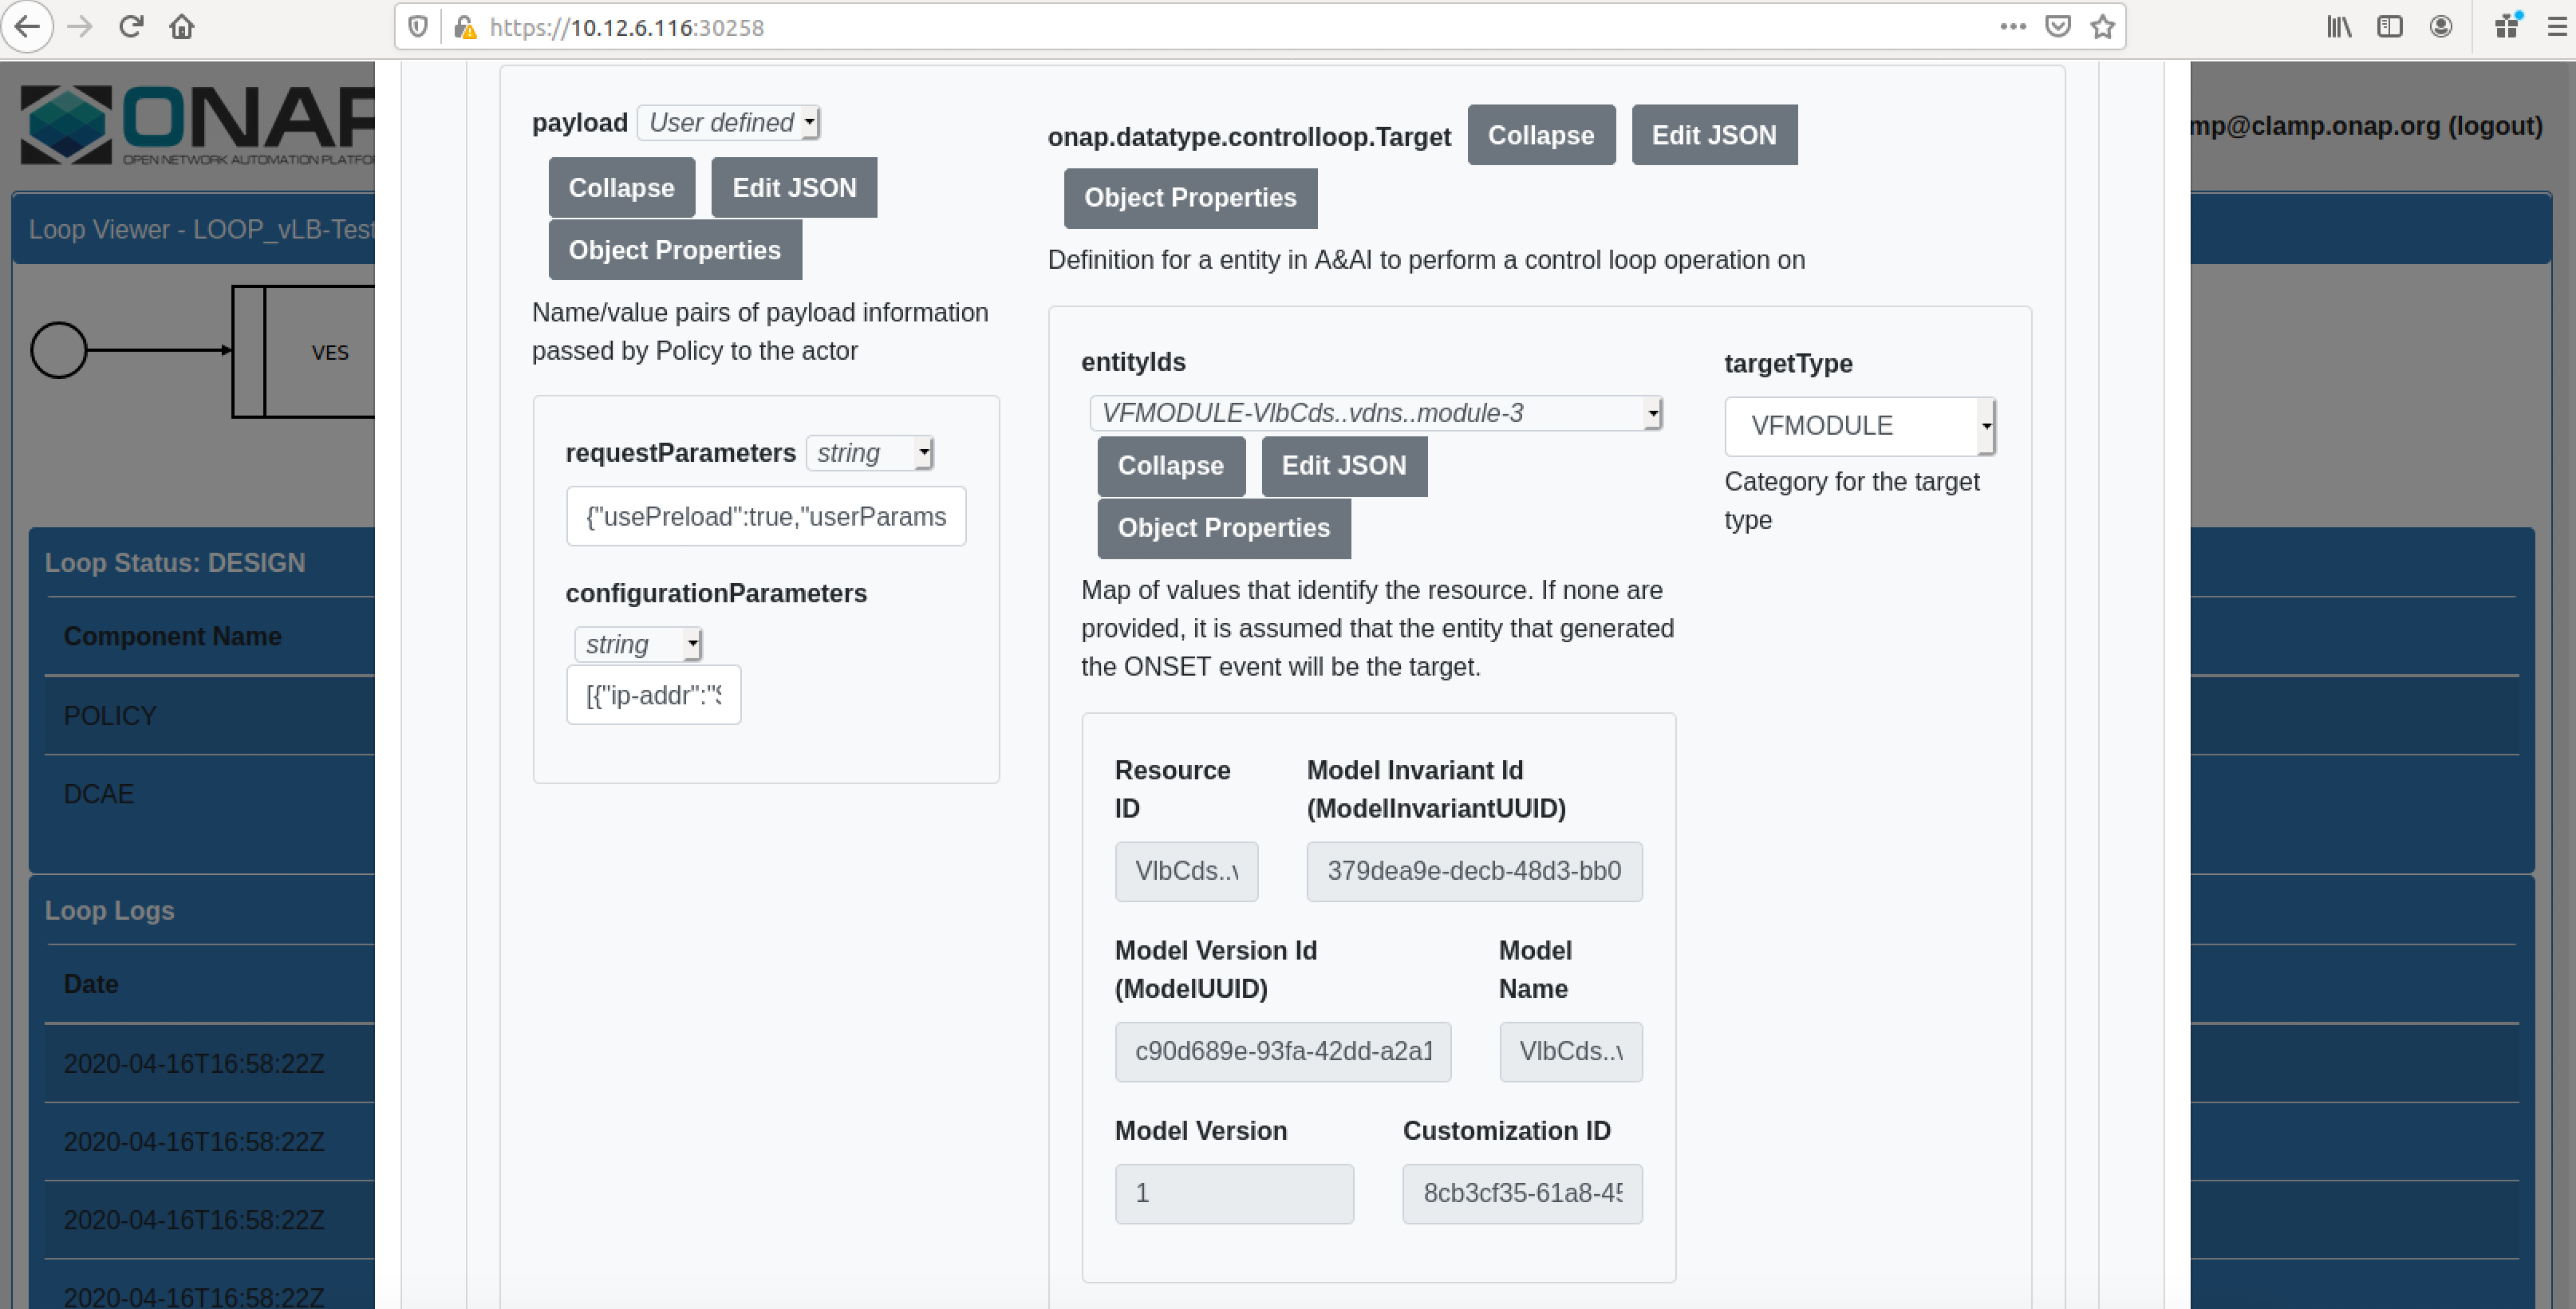 https://10.12.6.116:30258
ONAP
OPEN NETWORK AUTOMATION PLATFO
mp@clamp.onap.org (logout)
Loop Viewer - LOOP_vLB-Test
VES
Loop Status: DESIGN
Component Name
POLICY
DCAE
Loop Logs
Date
2020-04-16T16:58:22Z
2020-04-16T16:58:22Z
2020-04-16T16:58:22Z
2020-04-16T16:58:22Z
payload User defined
Collapse Edit JSON
Object Properties
Name/value pairs of payload information
passed by Policy to the actor
requestParameters string
{"usePreload":true,"userParams
configurationParameters
string
[{"ip-addr":"
onap.datatype.controlloop.Target Collapse Edit JSON
Object Properties
Definition for a entity in A&AI to perform a control loop operation on
entityIds
VFMODULE-VlbCds..vdns..module-3
Collapse Edit JSON
Object Properties
Map of values that identify the resource. If none are
provided, it is assumed that the entity that generated
the ONSET event will be the target.
targetType
VFMODULE
Category for the target
type
Resource
ID
VlbCds..v
Model Invariant Id
(ModelInvariantUUID)
379dea9e-decb-48d3-bb0
Model Version Id
(ModelUUID)
c90d689e-93fa-42dd-a2a1
Model
Name
VlbCds..v
Model Version
1
Customization ID
8cb3cf35-61a8-45